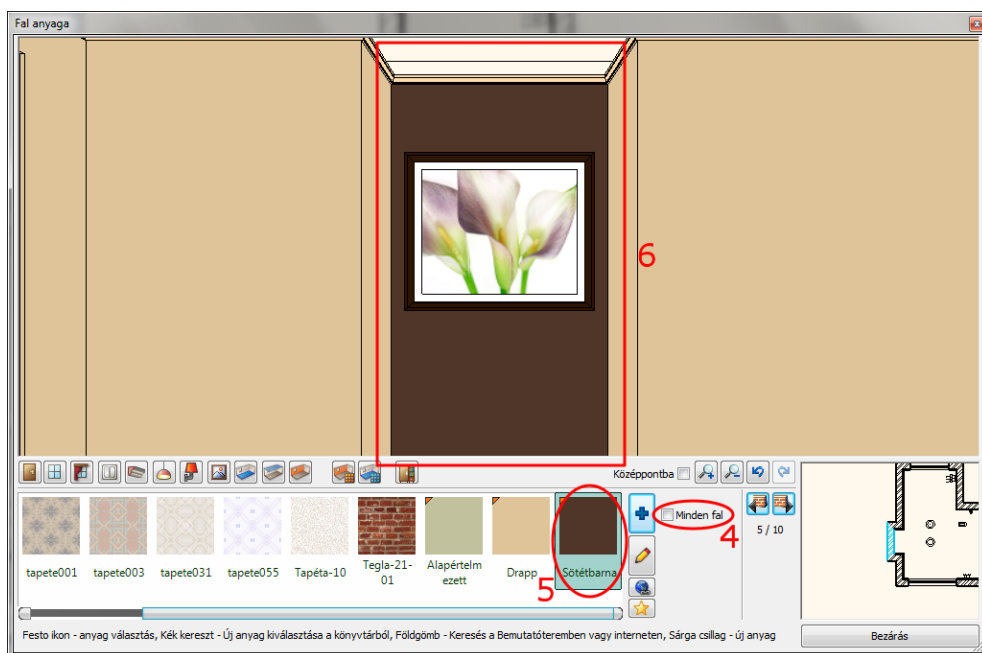 Fal anyaga
6
Középpontba
Minden fal
4
5 / 10
tapete001
tapete003
tapete031
tapete055
Tapéta-10
Tegla-21-
01
Alapértelm
ezett
Drapp
Sötétbarna
5
Festo ikon - anyag választás, Kék kereszt - Új anyag kiválasztása a könyvtárból, Földgömb - Keresés a Bemutatóteremben vagy interneten, Sárga csillag - új anyag
Bezárás